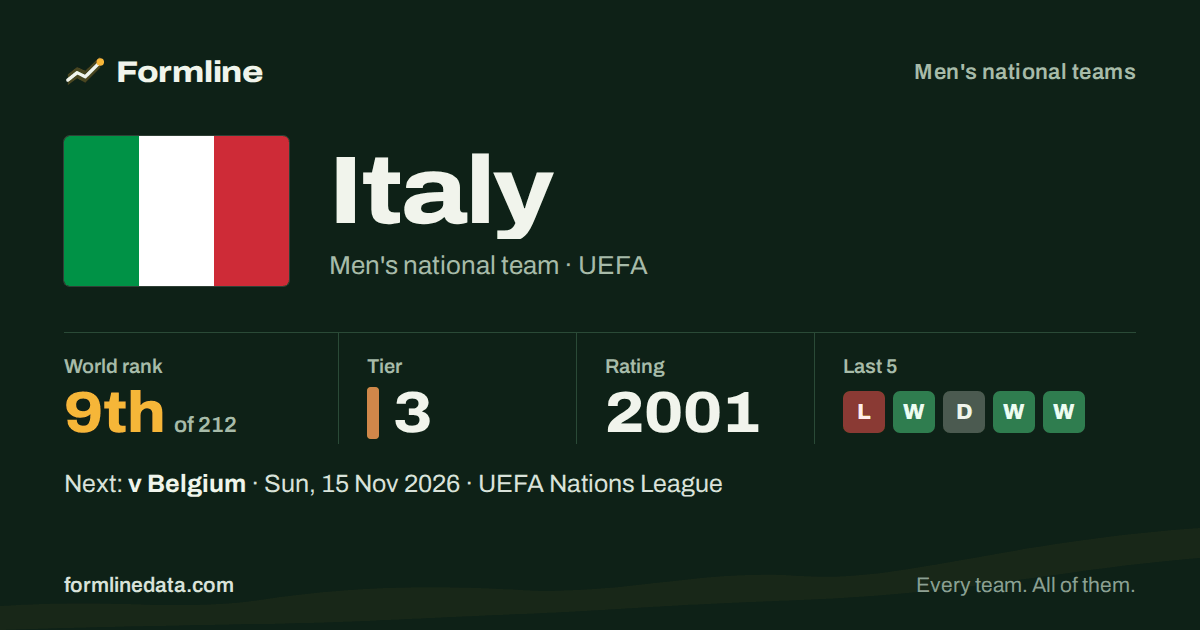 Formline
Men's national teams
Italy
Men's national team · UEFA
World rank
9th of 212
Tier
3
Rating
2001
Last 5
L W D W W
Next: v Belgium · Sun, 15 Nov 2026 · UEFA Nations League
formlinedata.com
Every team. All of them.